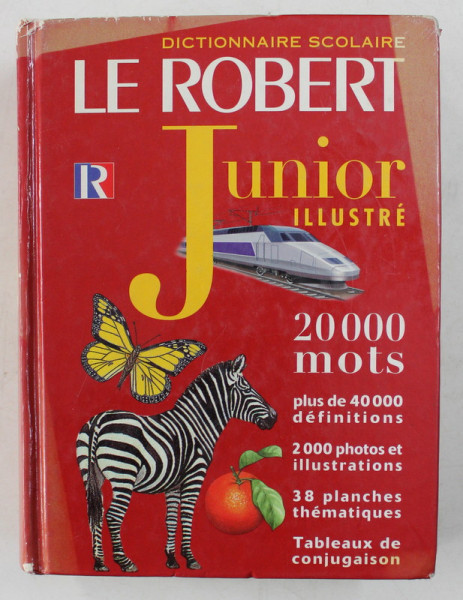 DICTIONNAIRE SCOLAIRE
LE ROBERT
Junior
ILLUSTRÉ
R
20 000
mots
plus de 40 000
définitions
2 000 photos et
illustrations
38 planches
thématiques
Tableaux de
conjugaison